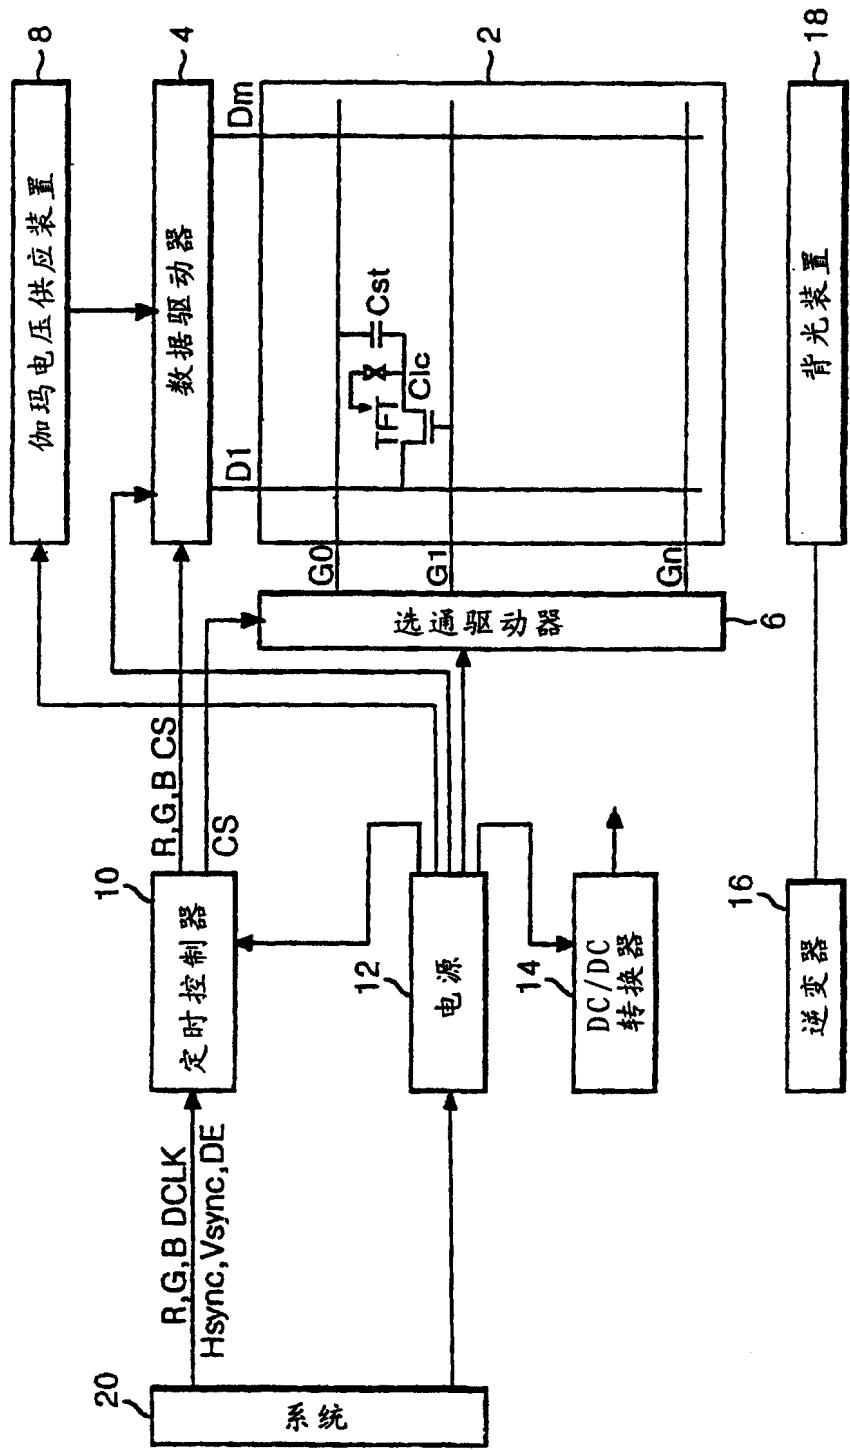 20
系统
R,G,B DCLK
Hsync,Vsync,DE
10
定时控制器
R,G,B CS
CS
12
电源
14
DC/DC
转换器
16
逆变器
8
伽玛电压供应装置
4
数据驱动器
D1
Dm
2
G0
G1
Gn
TFT
Clc
Cst
选通驱动器
6
18
背光装置